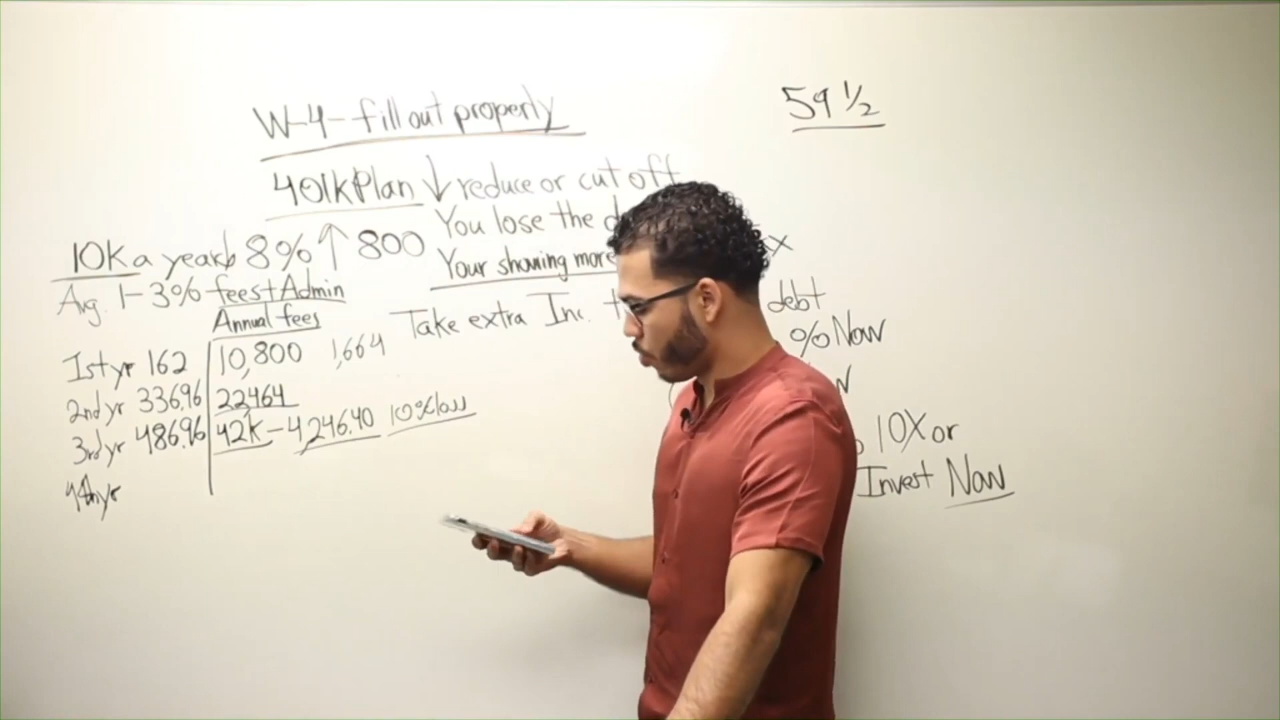 W-4 - fill out properly
59 ½
401k Plan ↓ reduce or cut off
You lose the
10K a year 8% ↑ 800
Your showing more
Avg. 1-3% fees + Admin
Annual fees
Take extra Inc. debt
% Now
1st yr 162 10,800 1,664
2nd yr 336.96 22464
3rd yr 486.96 42K - 4,246.40 10% loss
10X or
4th yr
Invest Now